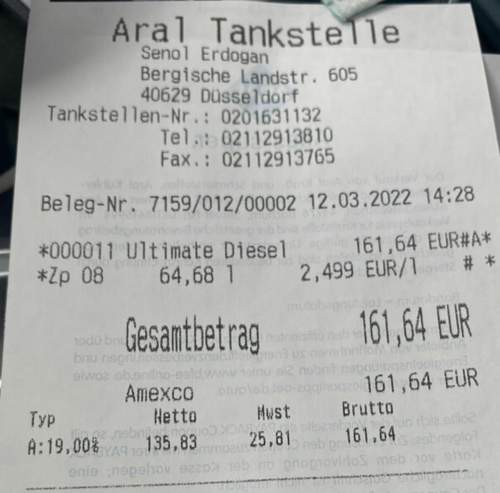 Aral Tankstelle
Senol Erdogan
Bergische Landstr. 605
40629 Düsseldorf
Tankstellen-Nr.: 0201631132
Tel.: 02112913810
Fax.: 02112913765
Beleg-Nr. 7159/012/00002 12.03.2022 14:28
*000011 Ultimate Diesel 161,64 EUR#A*
*Zp 08 64,68 l 2,499 EUR/l # *
Gesamtbetrag 161,64 EUR
Amexco 161,64 EUR
Typ Netto Mwst Brutto
A:19,00% 135,83 25,81 161,64